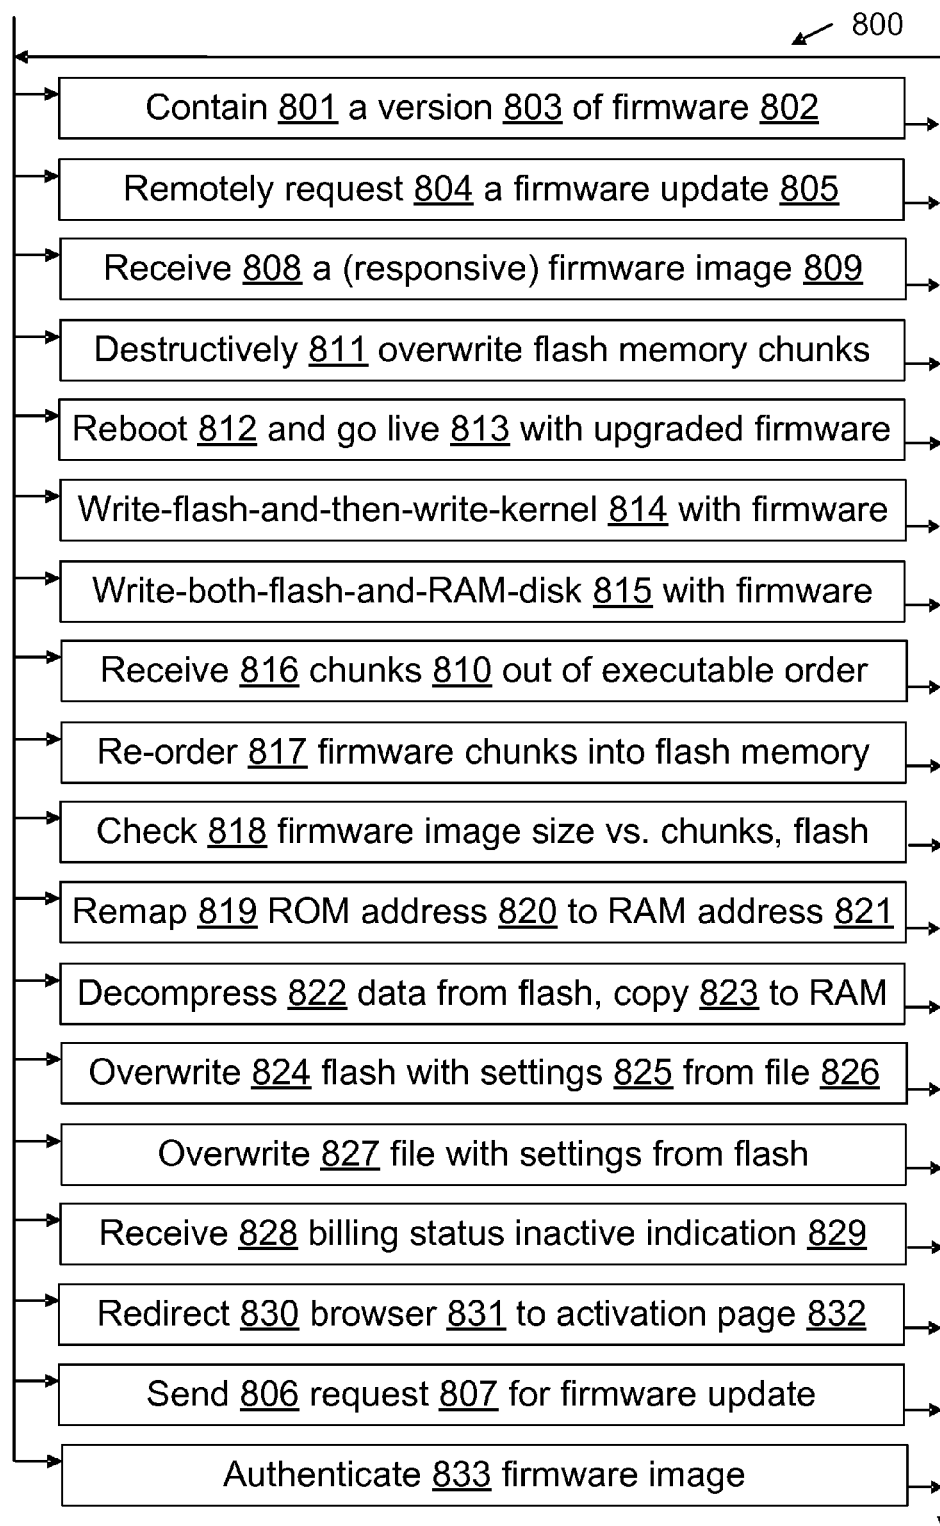 800
Contain 801 a version 803 of firmware 802
Remotely request 804 a firmware update 805
Receive 808 a (responsive) firmware image 809
Destructively 811 overwrite flash memory chunks
Reboot 812 and go live 813 with upgraded firmware
Write-flash-and-then-write-kernel 814 with firmware
Write-both-flash-and-RAM-disk 815 with firmware
Receive 816 chunks 810 out of executable order
Re-order 817 firmware chunks into flash memory
Check 818 firmware image size vs. chunks, flash
Remap 819 ROM address 820 to RAM address 821
Decompress 822 data from flash, copy 823 to RAM
Overwrite 824 flash with settings 825 from file 826
Overwrite 827 file with settings from flash
Receive 828 billing status inactive indication 829
Redirect 830 browser 831 to activation page 832
Send 806 request 807 for firmware update
Authenticate 833 firmware image